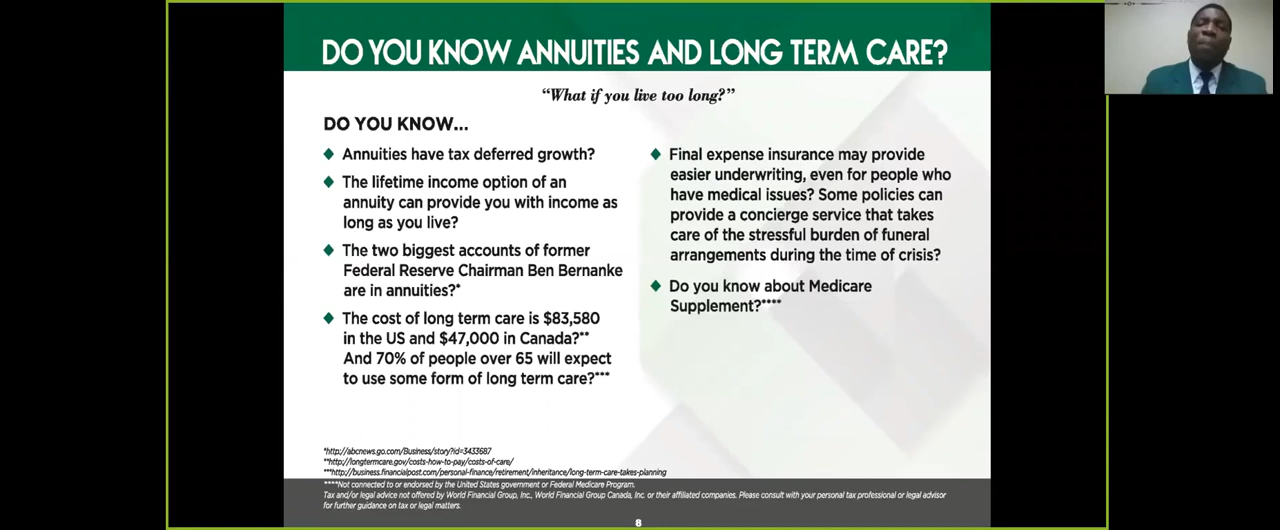 DO YOU KNOW ANNUITIES AND LONG TERM CARE?
“What if you live too long?”
DO YOU KNOW...
Annuities have tax deferred growth?
The lifetime income option of an
annuity can provide you with income as
long as you live?
The two biggest accounts of former
Federal Reserve Chairman Ben Bernanke
are in annuities?*
The cost of long term care is $83,580
in the US and $47,000 in Canada?**
And 70% of people over 65 will expect
to use some form of long term care?***
Final expense insurance may provide
easier underwriting, even for people who
have medical issues? Some policies can
provide a concierge service that takes
care of the stressful burden of funeral
arrangements during the time of crisis?
Do you know about Medicare
Supplement?****
*http://abcnews.go.com/Business/story?id=3433687
**http://longtermcare.gov/costs-how-to-pay/costs-of-care/
***http://business.financialpost.com/personal-finance/retirement/inheritance/long-term-care-takes-planning
****Not connected to or endorsed by the United States government or Federal Medicare Program.
Tax and/or legal advice not offered by World Financial Group, Inc., World Financial Group Canada, Inc. or their affiliated companies. Please consult with your personal tax professional or legal advisor
for further guidance on tax or legal matters.
8